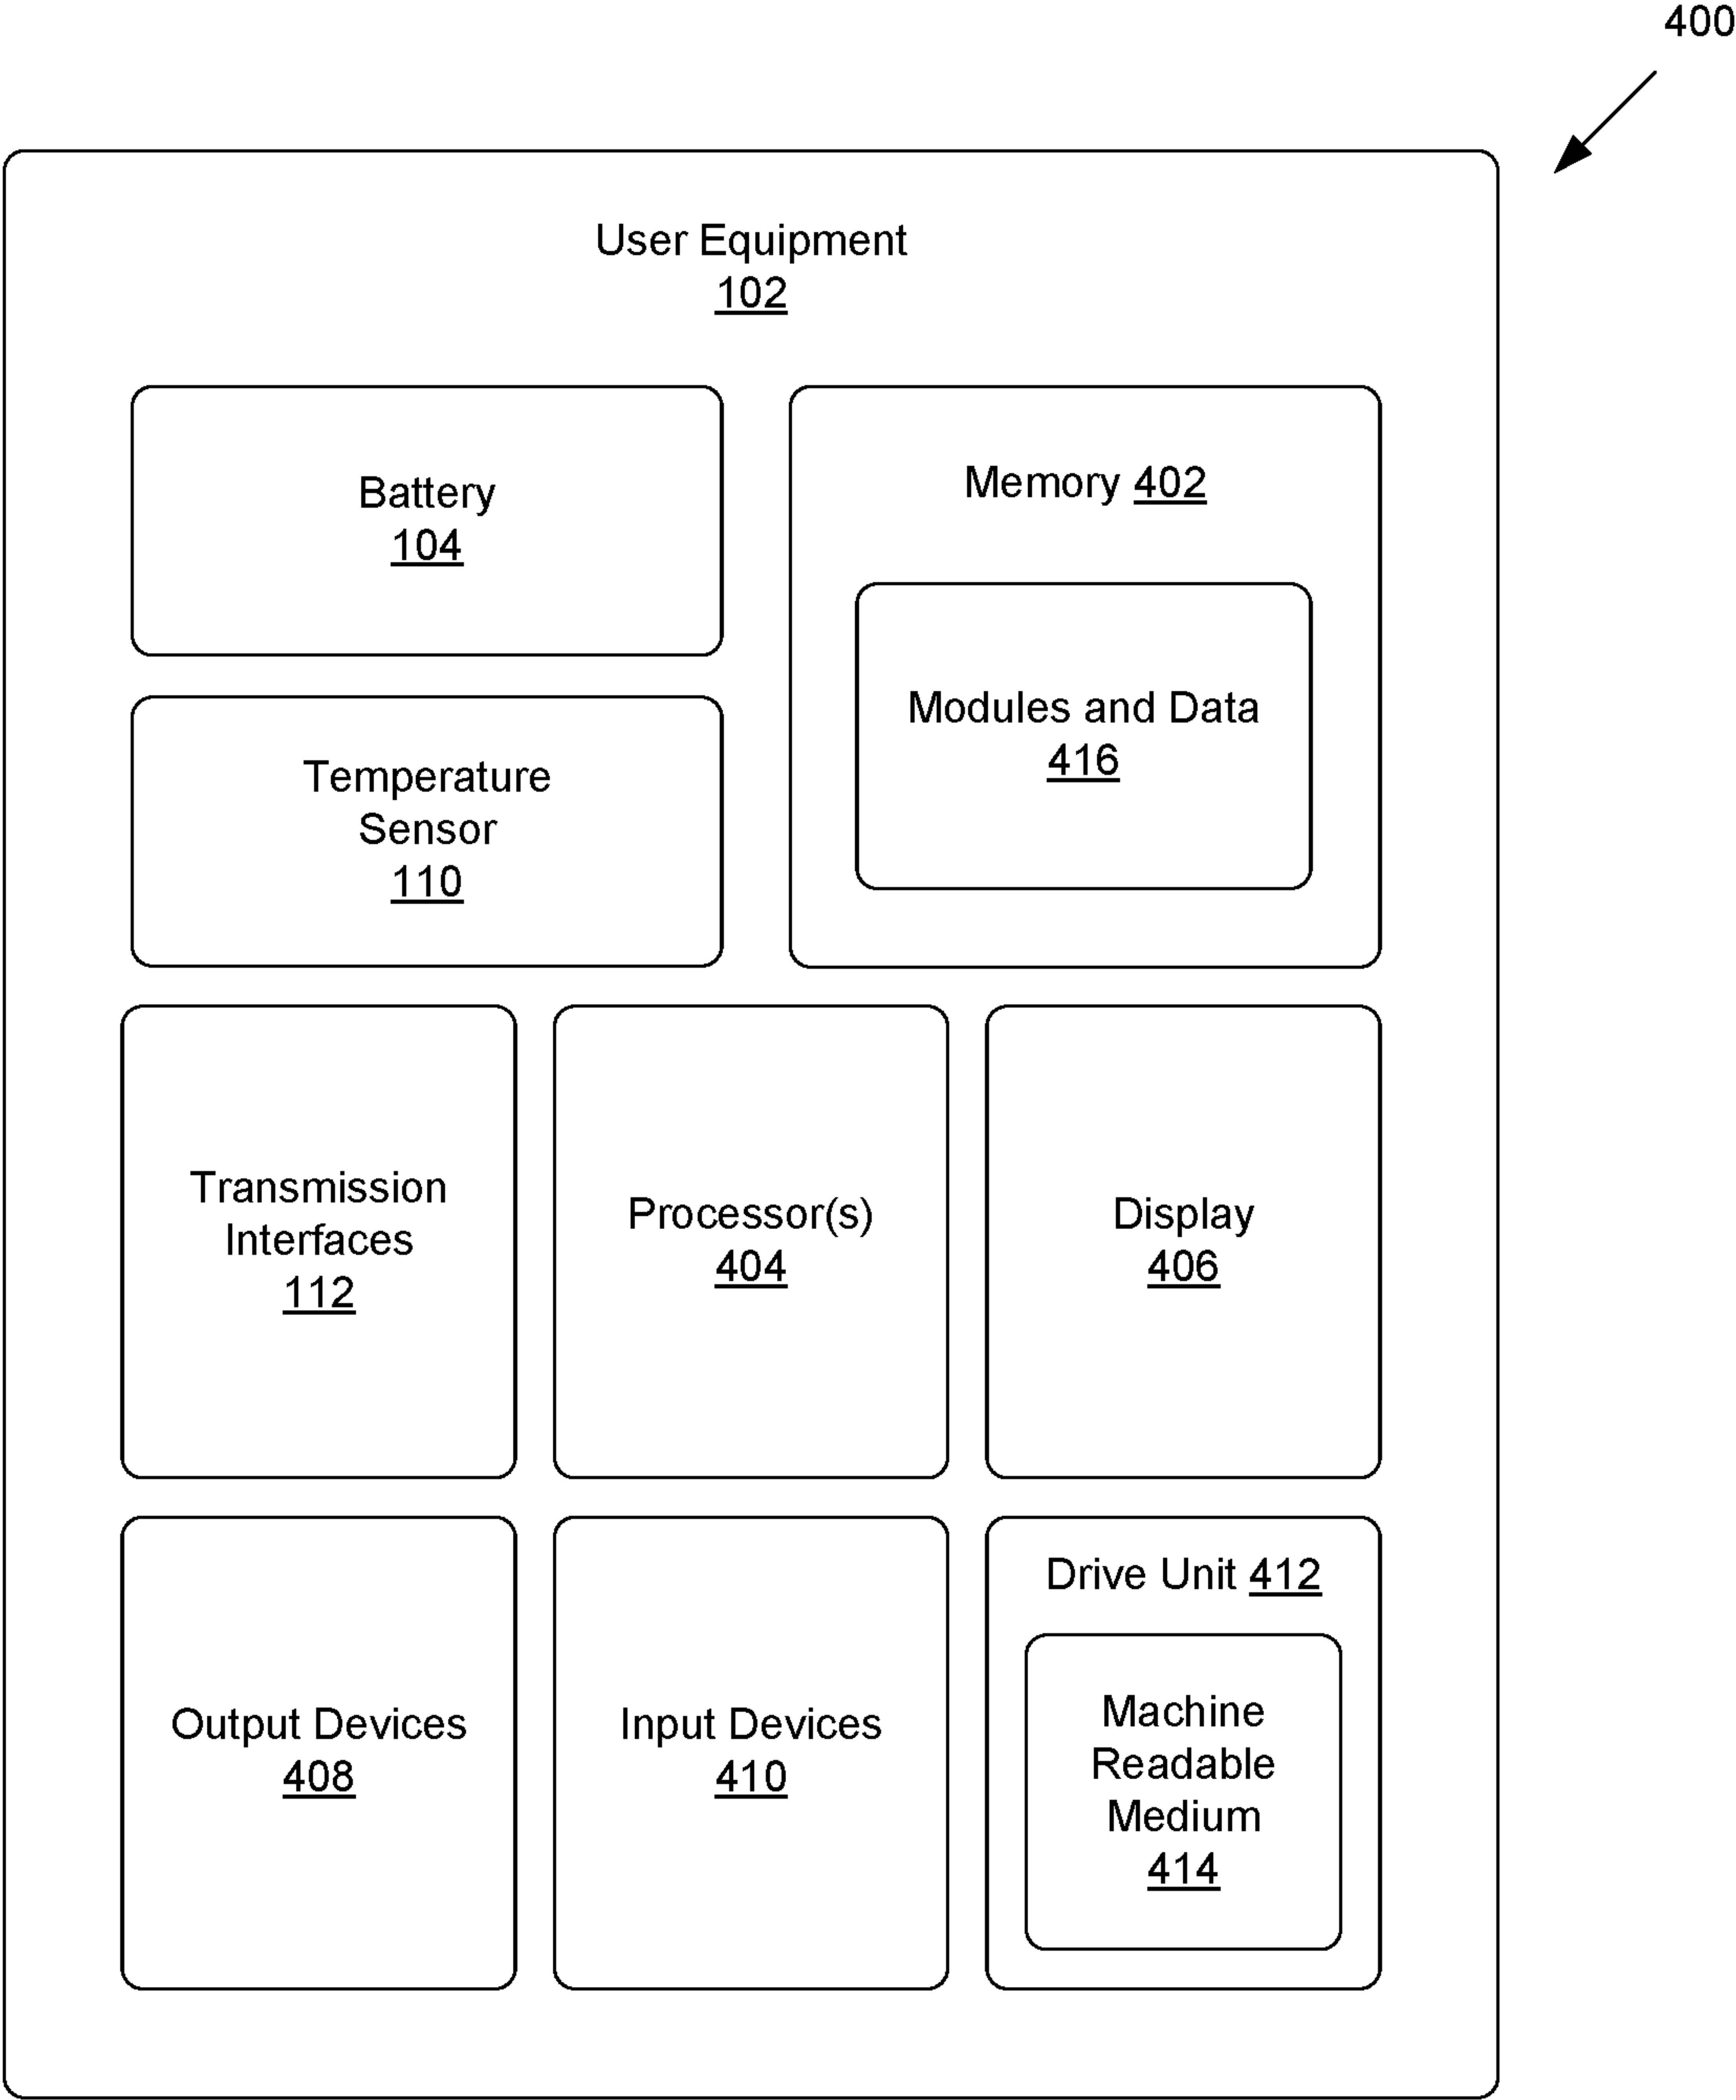 400
User Equipment
102
Battery
104
Memory 402
Modules and Data
416
Temperature
Sensor
110
Transmission
Interfaces
112
Processor(s)
404
Display
406
Output Devices
408
Input Devices
410
Drive Unit 412
Machine
Readable
Medium
414